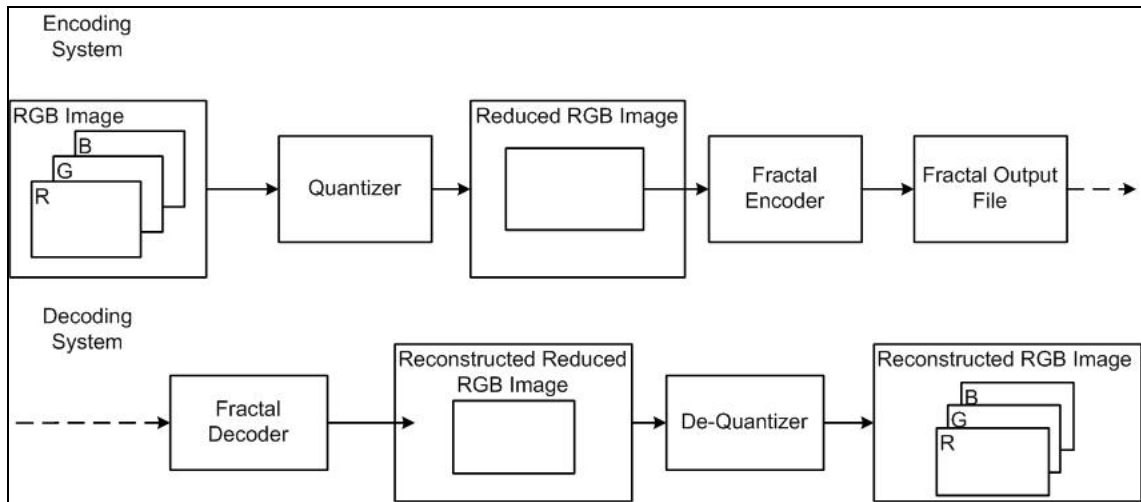 Encoding
System
RGB Image
B
G
R
Quantizer
Reduced RGB Image
Fractal
Encoder
Fractal Output
File
Decoding
System
Fractal
Decoder
Reconstructed Reduced
RGB Image
De-Quantizer
Reconstructed RGB Image
B
G
R